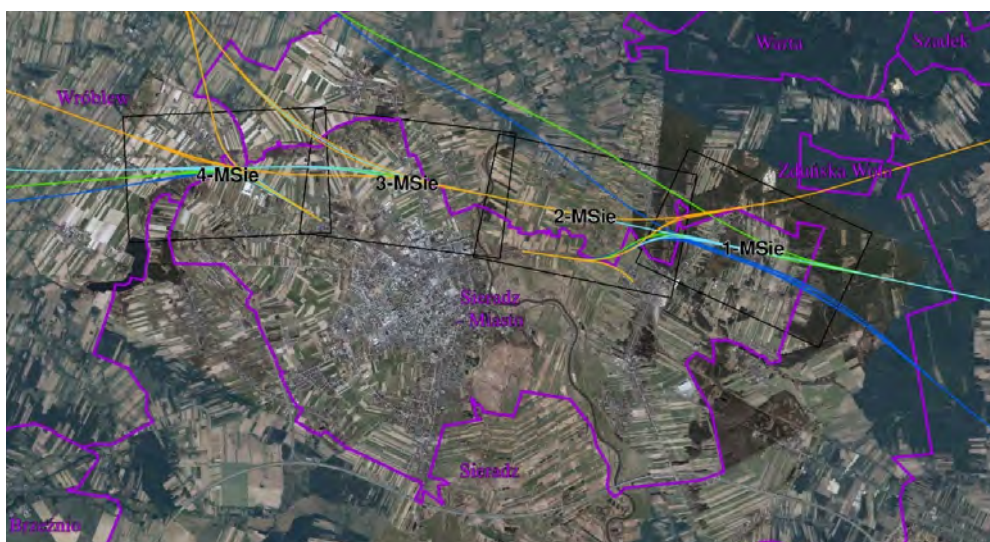 Warta
Szadek
Wróblew
Zduńska Wola
4-MSie
3-MSie
2-MSie
1-MSie
Sieradz
- Miasto
Sieradz
Brzeźnio